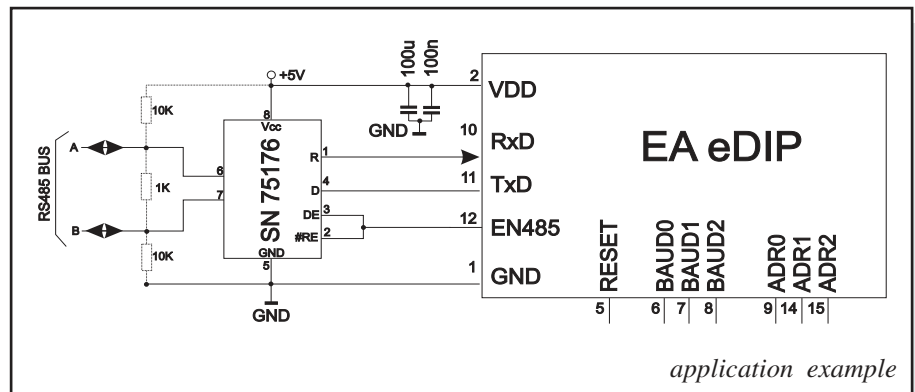 +5V
100u
100n
2
VDD
10K
8
Vcc
GND
10
RxD
EA eDIP
RS485 BUS
A
6
SN 75176
R
1
11
TxD
1K
7
D
4
DE
3
12
EN485
B
#RE
2
10K
GND
5
1
GND
GND
RESET
BAUD0
BAUD1
BAUD2
ADR0
ADR1
ADR2
5
6
7
8
9
14
15
application example